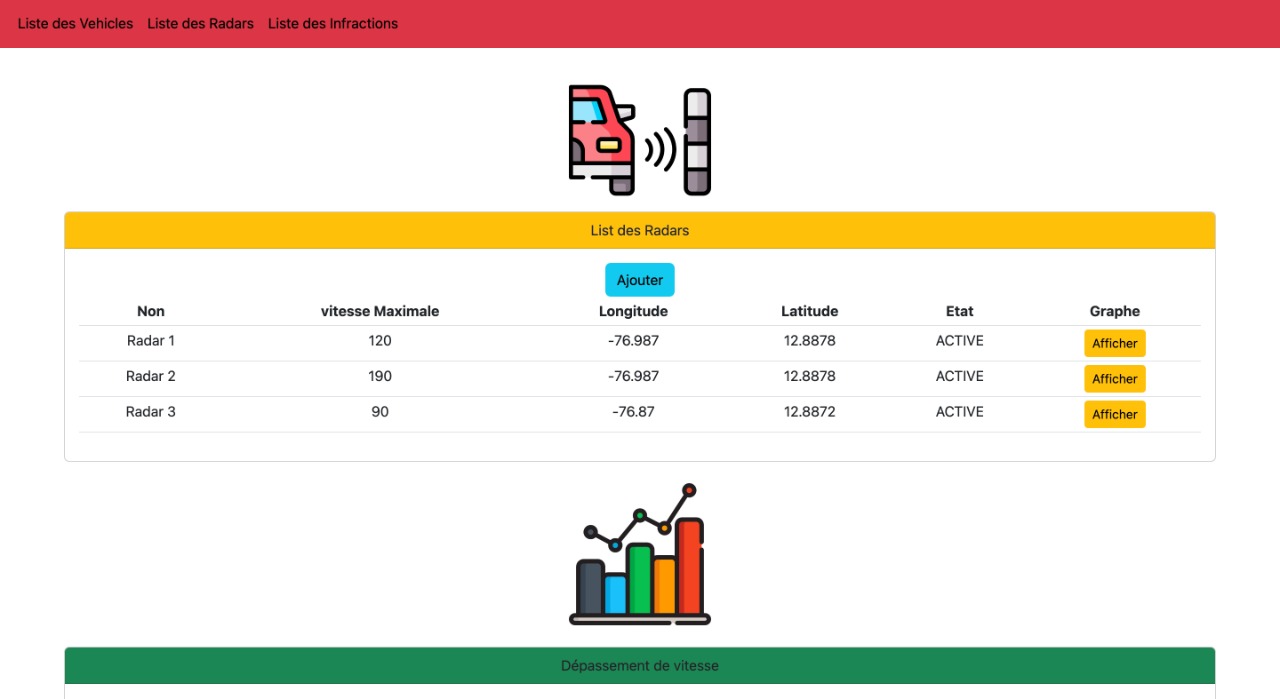 Liste des Vehicles Liste des Radars Liste des Infractions
List des Radars
Ajouter
Non vitesse Maximale Longitude Latitude Etat Graphe
Radar 1 120 -76.987 12.8878 ACTIVE Afficher
Radar 2 190 -76.987 12.8878 ACTIVE Afficher
Radar 3 90 -76.87 12.8872 ACTIVE Afficher
Dépassement de vitesse